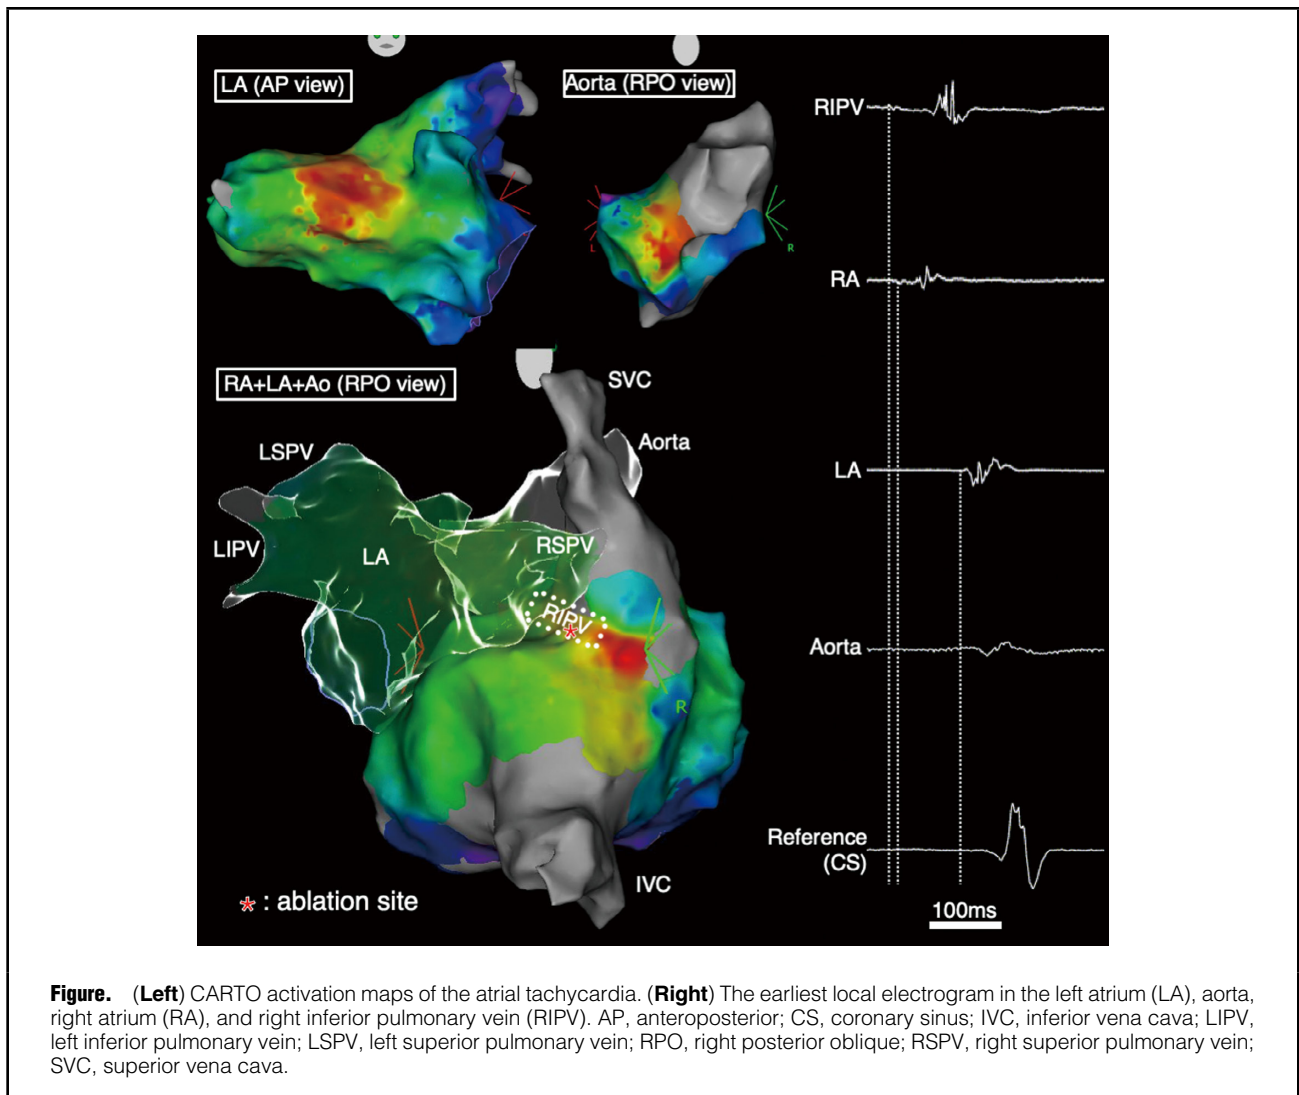 LA (AP view)
Aorta (RPO view)
L
R
RA+LA+Ao (RPO view)
SVC
LSPV
Aorta
LIPV
LA
RSPV
RIPV
*
R
IVC
* : ablation site
RIPV
RA
LA
Aorta
Reference
(CS)
100ms
Figure. (Left) CARTO activation maps of the atrial tachycardia. (Right) The earliest local electrogram in the left atrium (LA), aorta,
right atrium (RA), and right inferior pulmonary vein (RIPV). AP, anteroposterior; CS, coronary sinus; IVC, inferior vena cava; LIPV,
left inferior pulmonary vein; LSPV, left superior pulmonary vein; RPO, right posterior oblique; RSPV, right superior pulmonary vein;
SVC, superior vena cava.